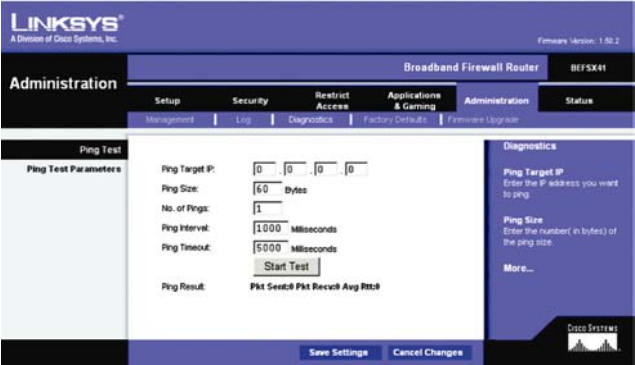 LINKSYS®
A Division of Cisco Systems, Inc.
Firmware Version: 1.50.2
Administration
Broadband Firewall Router
BEFSX41
Setup
Security
Restrict Access
Applications & Gaming
Administration
Status
Management
Log
Diagnostics
Factory Defaults
Firmware Upgrade
Ping Test
Ping Test Parameters
Ping Target IP: 0 . 0 . 0 . 0
Ping Size: 60 Bytes
No. of Pings: 1
Ping Interval: 1000 Milliseconds
Ping Timeout: 5000 Milliseconds
Start Test
Ping Result: Pkt Sent:0 Pkt Recv:0 Avg Rtt:0
Diagnostics
Ping Target IP
Enter the IP address you want
to ping.
Ping Size
Enter the number( in bytes) of
the ping size.
More...
Save Settings
Cancel Changes
CISCO SYSTEMS